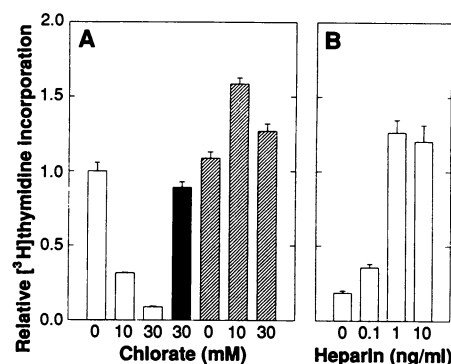 A
B
Relative [³H]thymidine incorporation
2.0
1.5
1.0
0.5
0.0
0 10 30 30 0 10 30
0 0.1 1 10
Chlorate (mM)
Heparin (ng/ml)